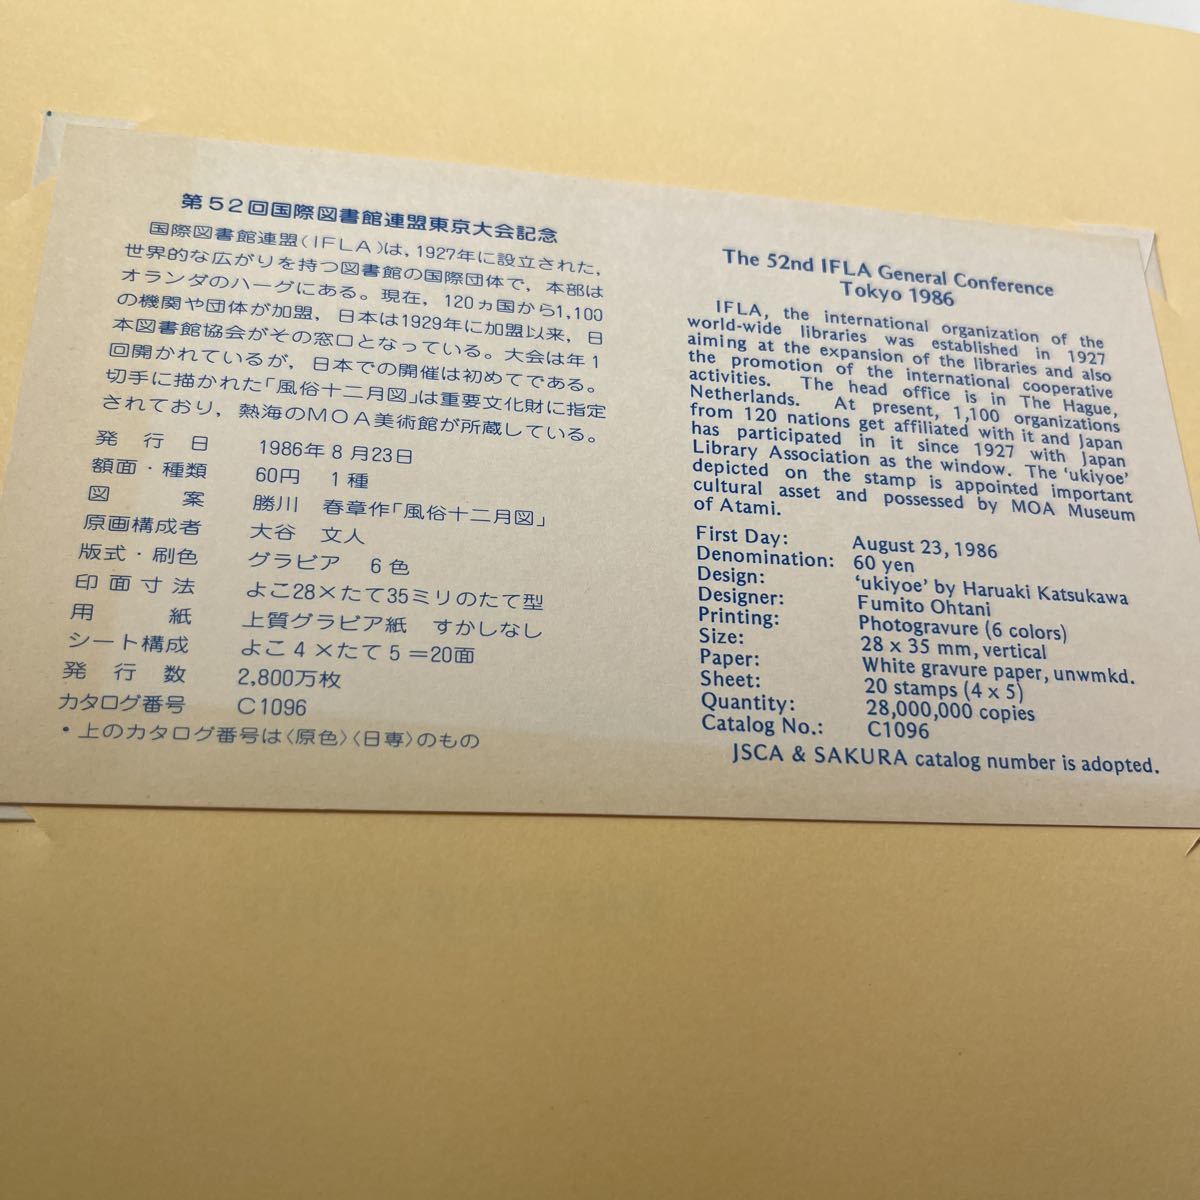 第52回国際図書館連盟東京大会記念
国際図書館連盟(IFLA)は，1927年に設立された，
世界的な広がりを持つ図書館の国際団体で，本部は
オランダのハーグにある。現在，120ヵ国から1,100
の機関や団体が加盟，日本は1929年に加盟以来，日
本図書館協会がその窓口となっている。大会は年1
回開かれているが，日本での開催は初めてである。
切手に描かれた「風俗十二月図」は重要文化財に指定
されており，熱海のMOA美術館が所蔵している。
発行日 1986年8月23日
額面・種類 60円 1種
図案 勝川 春章作「風俗十二月図」
原画構成者 大谷 文人
版式・刷色 グラビア 6色
印面寸法 よこ28×たて35ミリのたて型
用紙 上質グラビア紙 すかしなし
シート構成 よこ4×たて5=20面
発行数 2,800万枚
カタログ番号 C1096
・上のカタログ番号は〈原色〉〈日専〉のもの
The 52nd IFLA General Conference
Tokyo 1986
IFLA, the international organization of the
world-wide libraries was established in 1927
aiming at the expansion of the libraries and also
the promotion of the international cooperative
activities. The head office is in The Hague,
Netherlands. At present, 1,100 organizations
from 120 nations get affiliated with it and Japan
has participated in it since 1927 with Japan
Library Association as the window. The 'ukiyoe'
depicted on the stamp is appointed important
cultural asset and possessed by MOA Museum
of Atami.
First Day: August 23, 1986
Denomination: 60 yen
Design: 'ukiyoe' by Haruaki Katsukawa
Designer: Fumito Ohtani
Printing: Photogravure (6 colors)
Size: 28 x 35 mm, vertical
Paper: White gravure paper, unwmkd.
Sheet: 20 stamps (4 x 5)
Quantity: 28,000,000 copies
Catalog No.: C1096
JSCA & SAKURA catalog number is adopted.